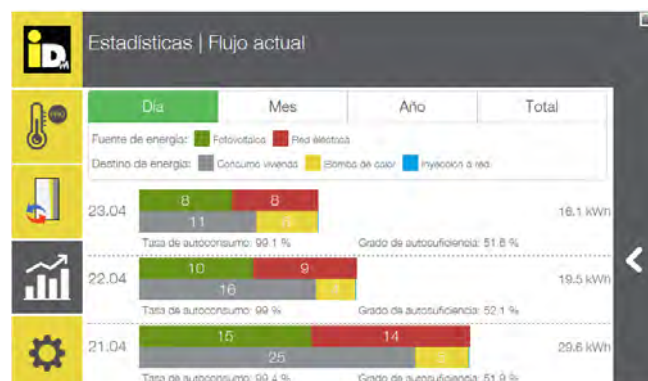 iDM
Estadísticas | Flujo actual
PRO
Día Mes Año Total
Fuente de energía: Fotovoltaica Red eléctrica
Destino de energía: Consumo vivienda Bomba de calor Inyección a red
8 8
23.04 16.1 kWh
11
Tasa de autoconsumo: 99.1 % Grado de autosuficiencia: 51.6 %
10 9
22.04 19.5 kWh
16
Tasa de autoconsumo: 99 % Grado de autosuficiencia: 52.1 %
15 14
21.04 29.6 kWh
25
Tasa de autoconsumo: 99.4 % Grado de autosuficiencia: 51.9 %